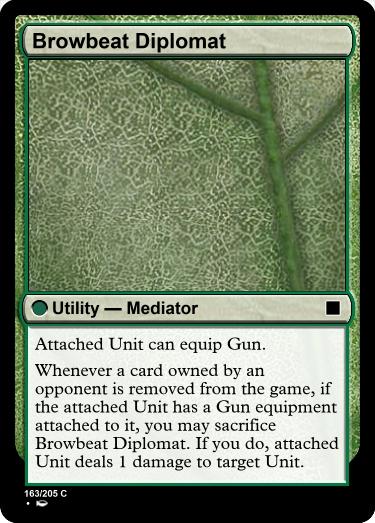 Browbeat Diplomat
Utility — Mediator
Attached Unit can equip Gun.
Whenever a card owned by an
opponent is removed from the game, if
the attached Unit has a Gun equipment
attached to it, you may sacrifice
Browbeat Diplomat. If you do, attached
Unit deals 1 damage to target Unit.
163/205 C